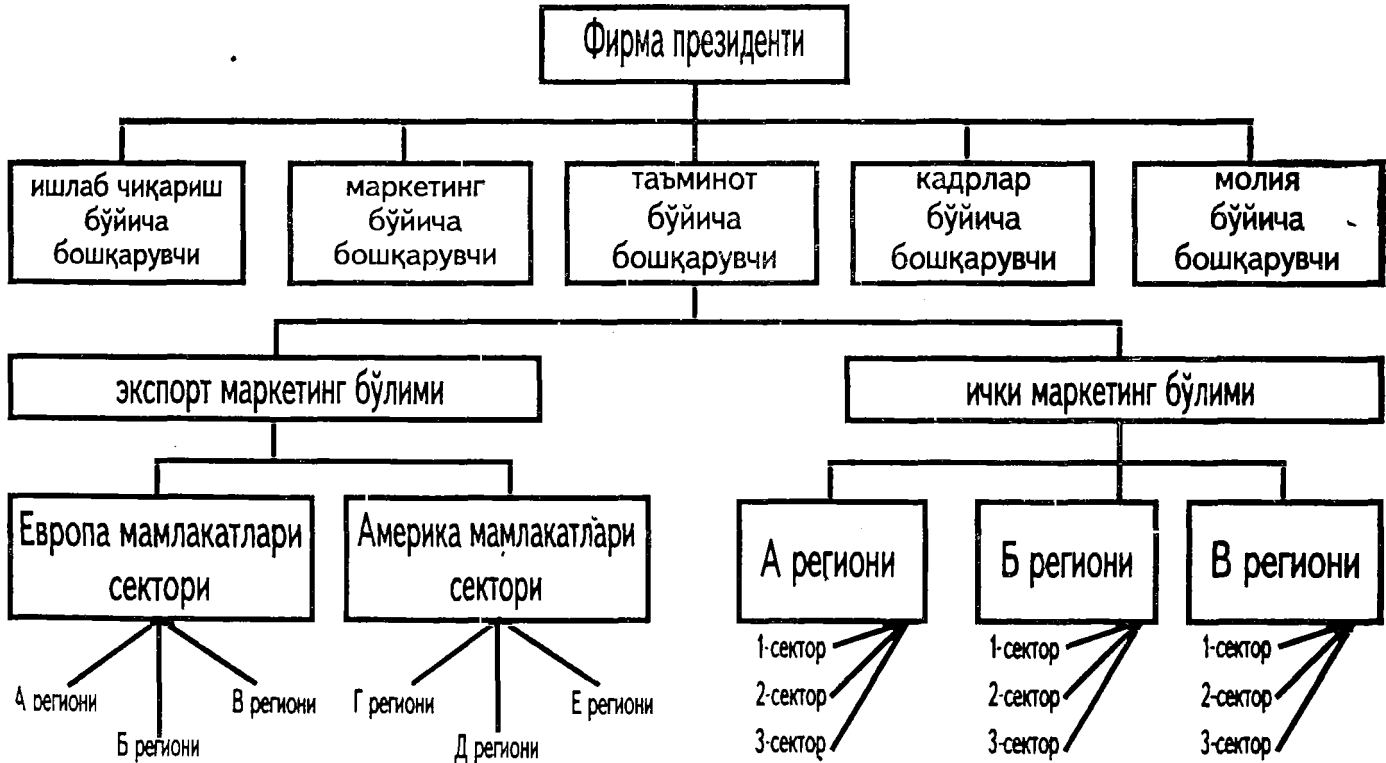 Фирма президенти
ишлаб чиқариш
бўйича
бошқарувчи
маркетинг
бўйича
бошқарувчи
таъминот
бўйича
бошқарувчи
кадрлар
бўйича
бошқарувчи
молия
бўйича
бошқарувчи
экспорт маркетинг бўлими
ички маркетинг бўлими
Европа мамлакатлари
сектори
Америка мамлакатлари
сектори
А региони
Б региони
В региони
А региони
Б региони
В региони
Г региони
Д региони
Е региони
1-сектор
2-сектор
3-сектор
1-сектор
2-сектор
3-сектор
1-сектор
2-сектор
3-сектор